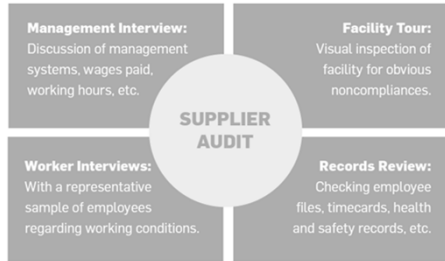 Management Interview:
Discussion of management
systems, wages paid,
working hours, etc.
Facility Tour:
Visual inspection of
facility for obvious
noncompliances.
SUPPLIER
AUDIT
Worker Interviews:
With a representative
sample of employees
regarding working conditions.
Records Review:
Checking employee
files, timecards, health
and safety records, etc.